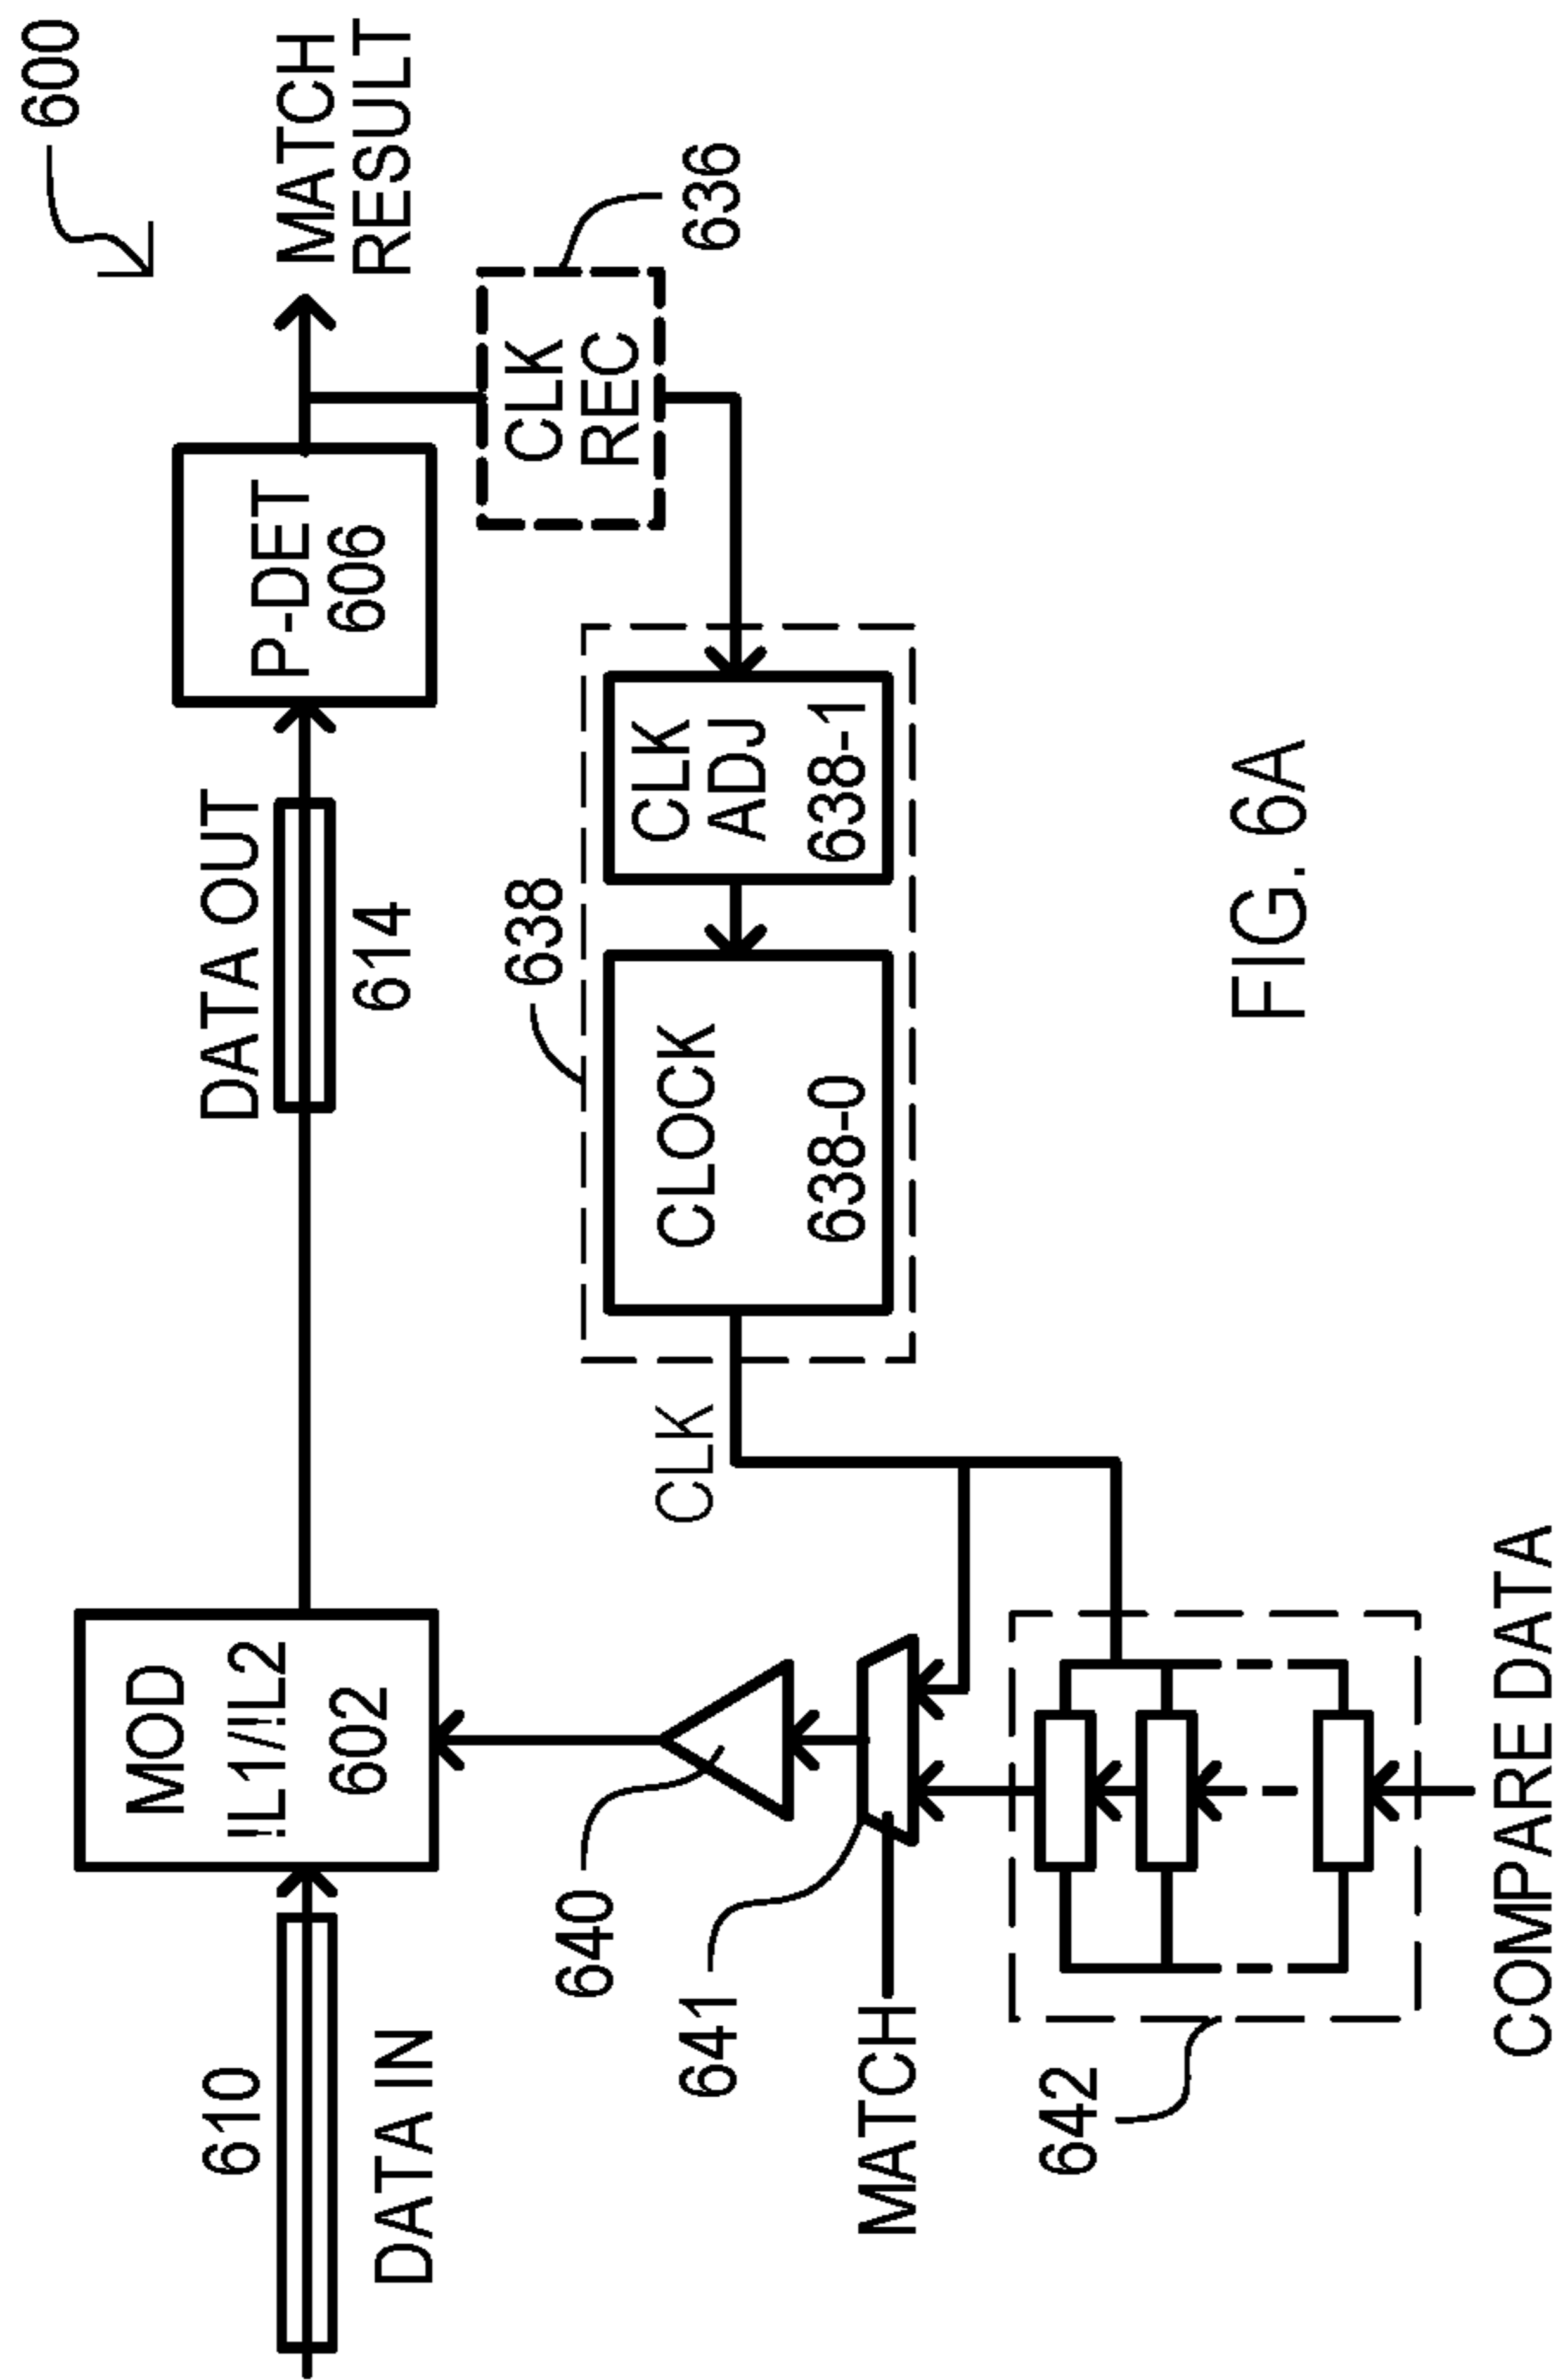 600
MATCH
RESULT
P-DET
606
DATA OUT
614
MOD
!!L1/!!L2
602
610
DATA IN
CLK
REC
636
638
CLK
ADJ
638-1
CLOCK
638-0
CLK
640
641
MATCH
642
COMPARE DATA
FIG. 6A